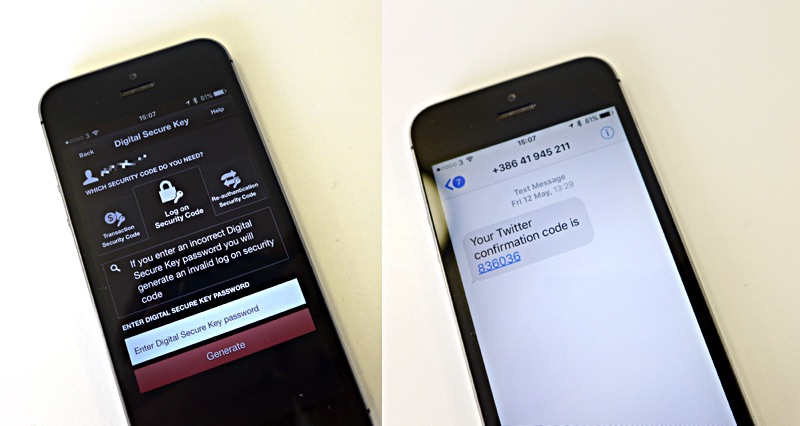 3 15:07 81%
Back Digital Secure Key Help
WHICH SECURITY CODE DO YOU NEED?
Transaction
Security Code
Log on
Security Code
Re-authentication
Security Code
If you enter an incorrect Digital
Secure Key password you will
generate an invalid log on security
code
ENTER DIGITAL SECURE KEY PASSWORD
Enter Digital Secure Key password
Generate
3 15:07 81%
7 +386 41 945 211
Text Message
Fri 12 May, 13:29
Your Twitter
confirmation code is
836036